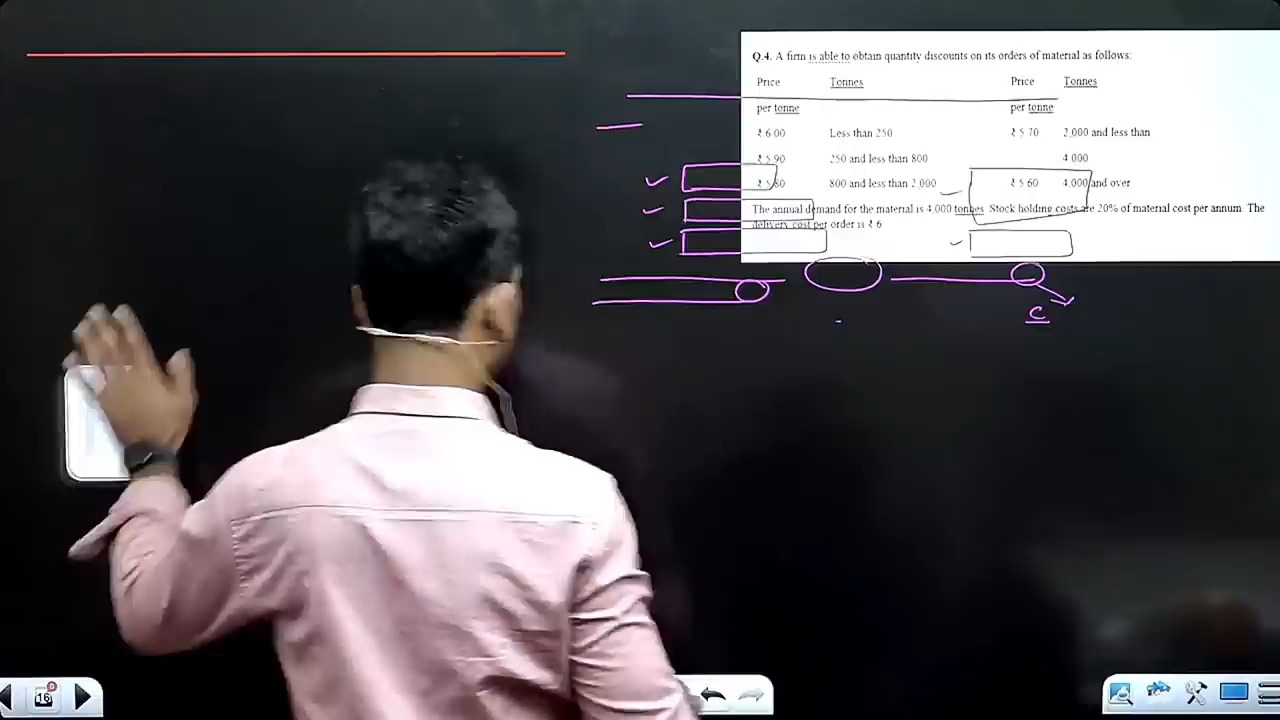 Q.4. A firm is able to obtain quantity discounts on its orders of material as follows:
Price Tonnes Price Tonnes
per tonne per tonne
₹ 6.00 Less than 250 ₹ 5.70 2,000 and less than
₹ 5.90 250 and less than 800 4 000
₹ 5.80 800 and less than 2,000 ₹ 5.60 4,000 and over
The annual demand for the material is 4,000 tonnes. Stock holding costs are 20% of material cost per annum. The
delivery cost per order is ₹ 6
C
16